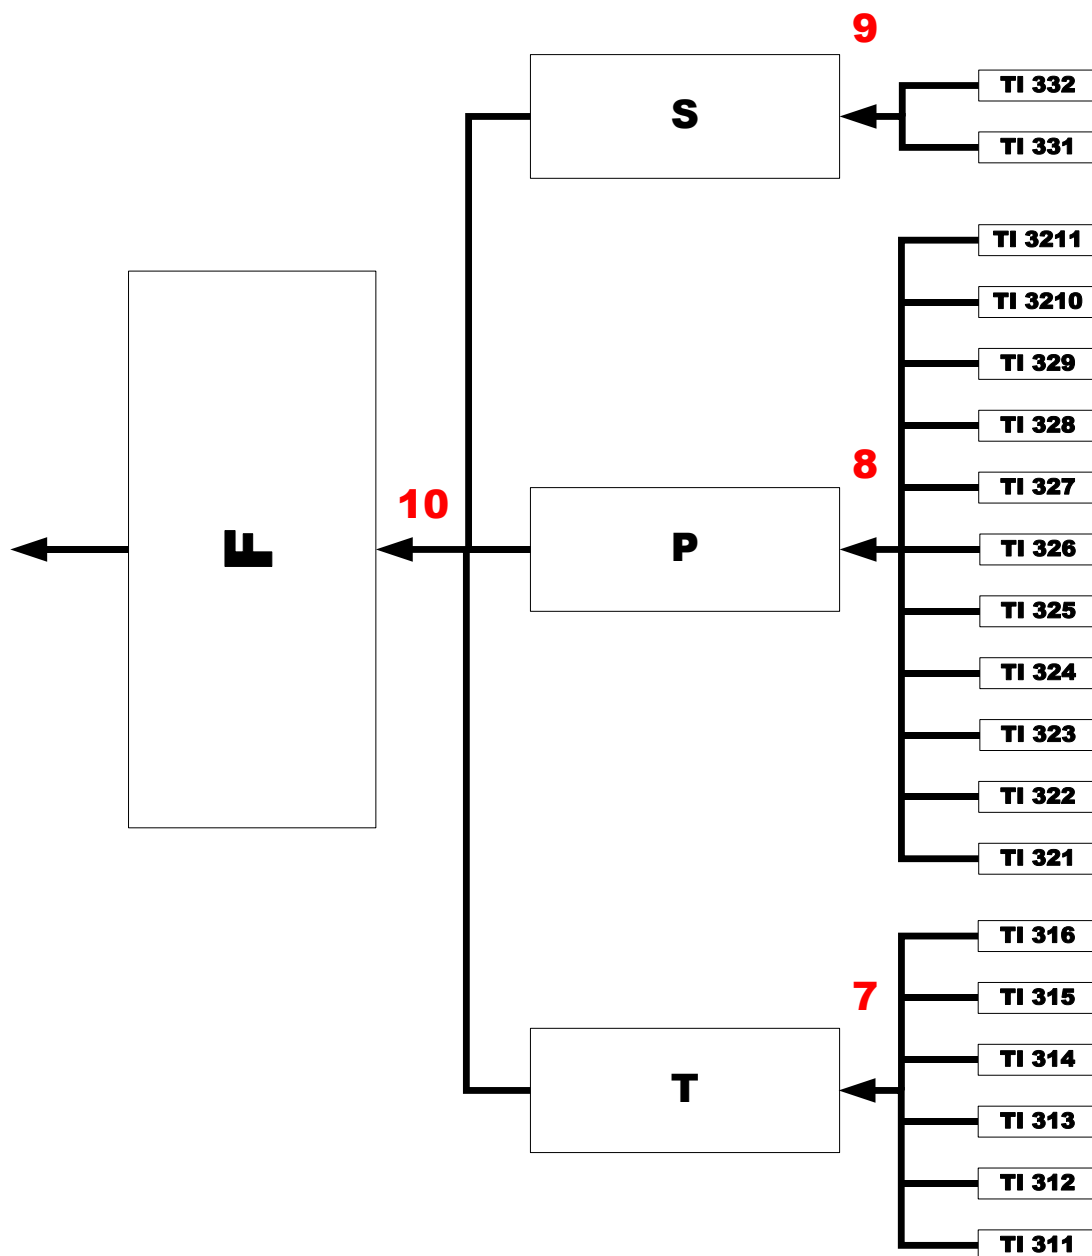 9
S
TI 332
TI 331
TI 3211
TI 3210
TI 329
TI 328
8
TI 327
10
F
P
TI 326
TI 325
TI 324
TI 323
TI 322
TI 321
TI 316
7
TI 315
TI 314
T
TI 313
TI 312
TI 311